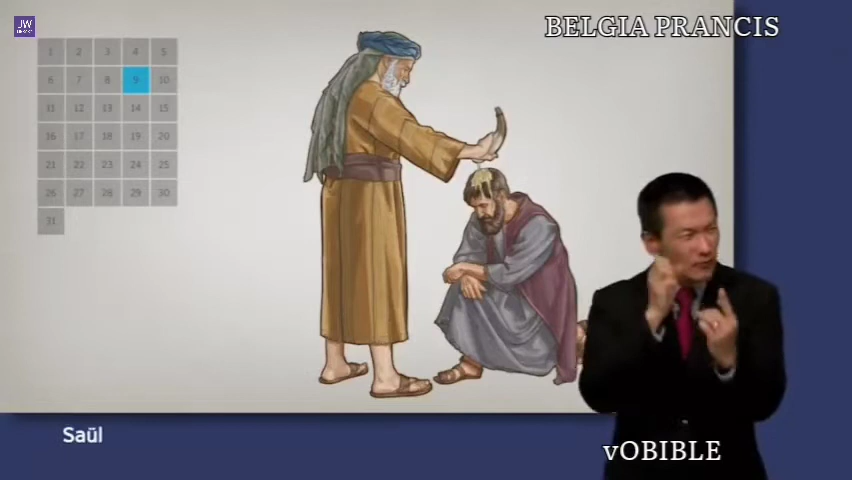 JW
BELGIA PRANCIS
1 2 3 4 5
6 7 8 9 10
11 12 13 14 15
16 17 18 19 20
21 22 23 24 25
26 27 28 29 30
31
Saūl
vOBIBLE